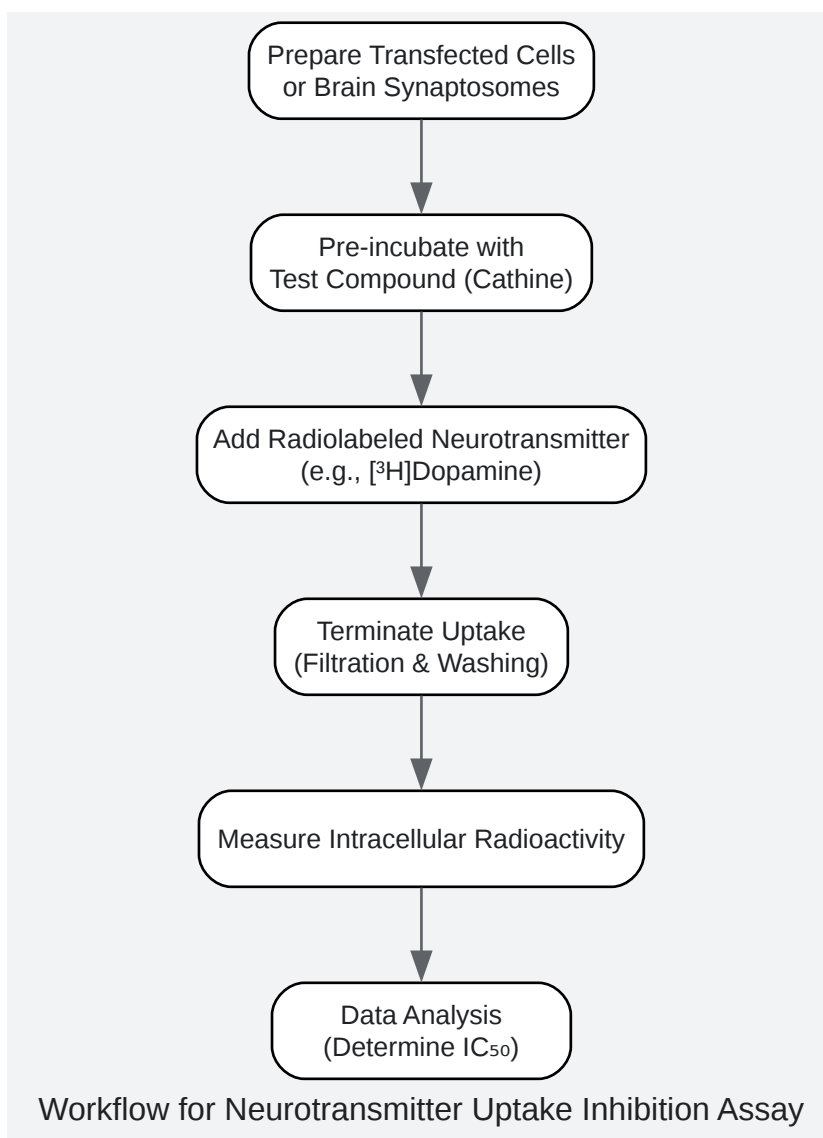 Prepare Transfected Cells
or Brain Synaptosomes
Pre-incubate with
Test Compound (Cathine)
Add Radiolabeled Neurotransmitter
(e.g., [³H]Dopamine)
Terminate Uptake
(Filtration & Washing)
Measure Intracellular Radioactivity
Data Analysis
(Determine IC₅₀)
Workflow for Neurotransmitter Uptake Inhibition Assay